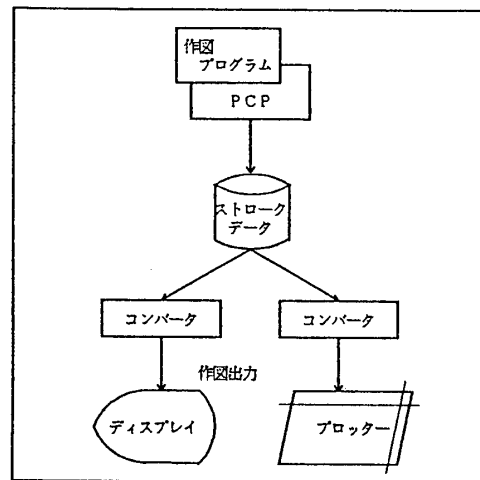 作図
プログラム
PCP
ストローク
データ
コンバータ
コンバータ
作図出力
ディスプレイ
プロッター